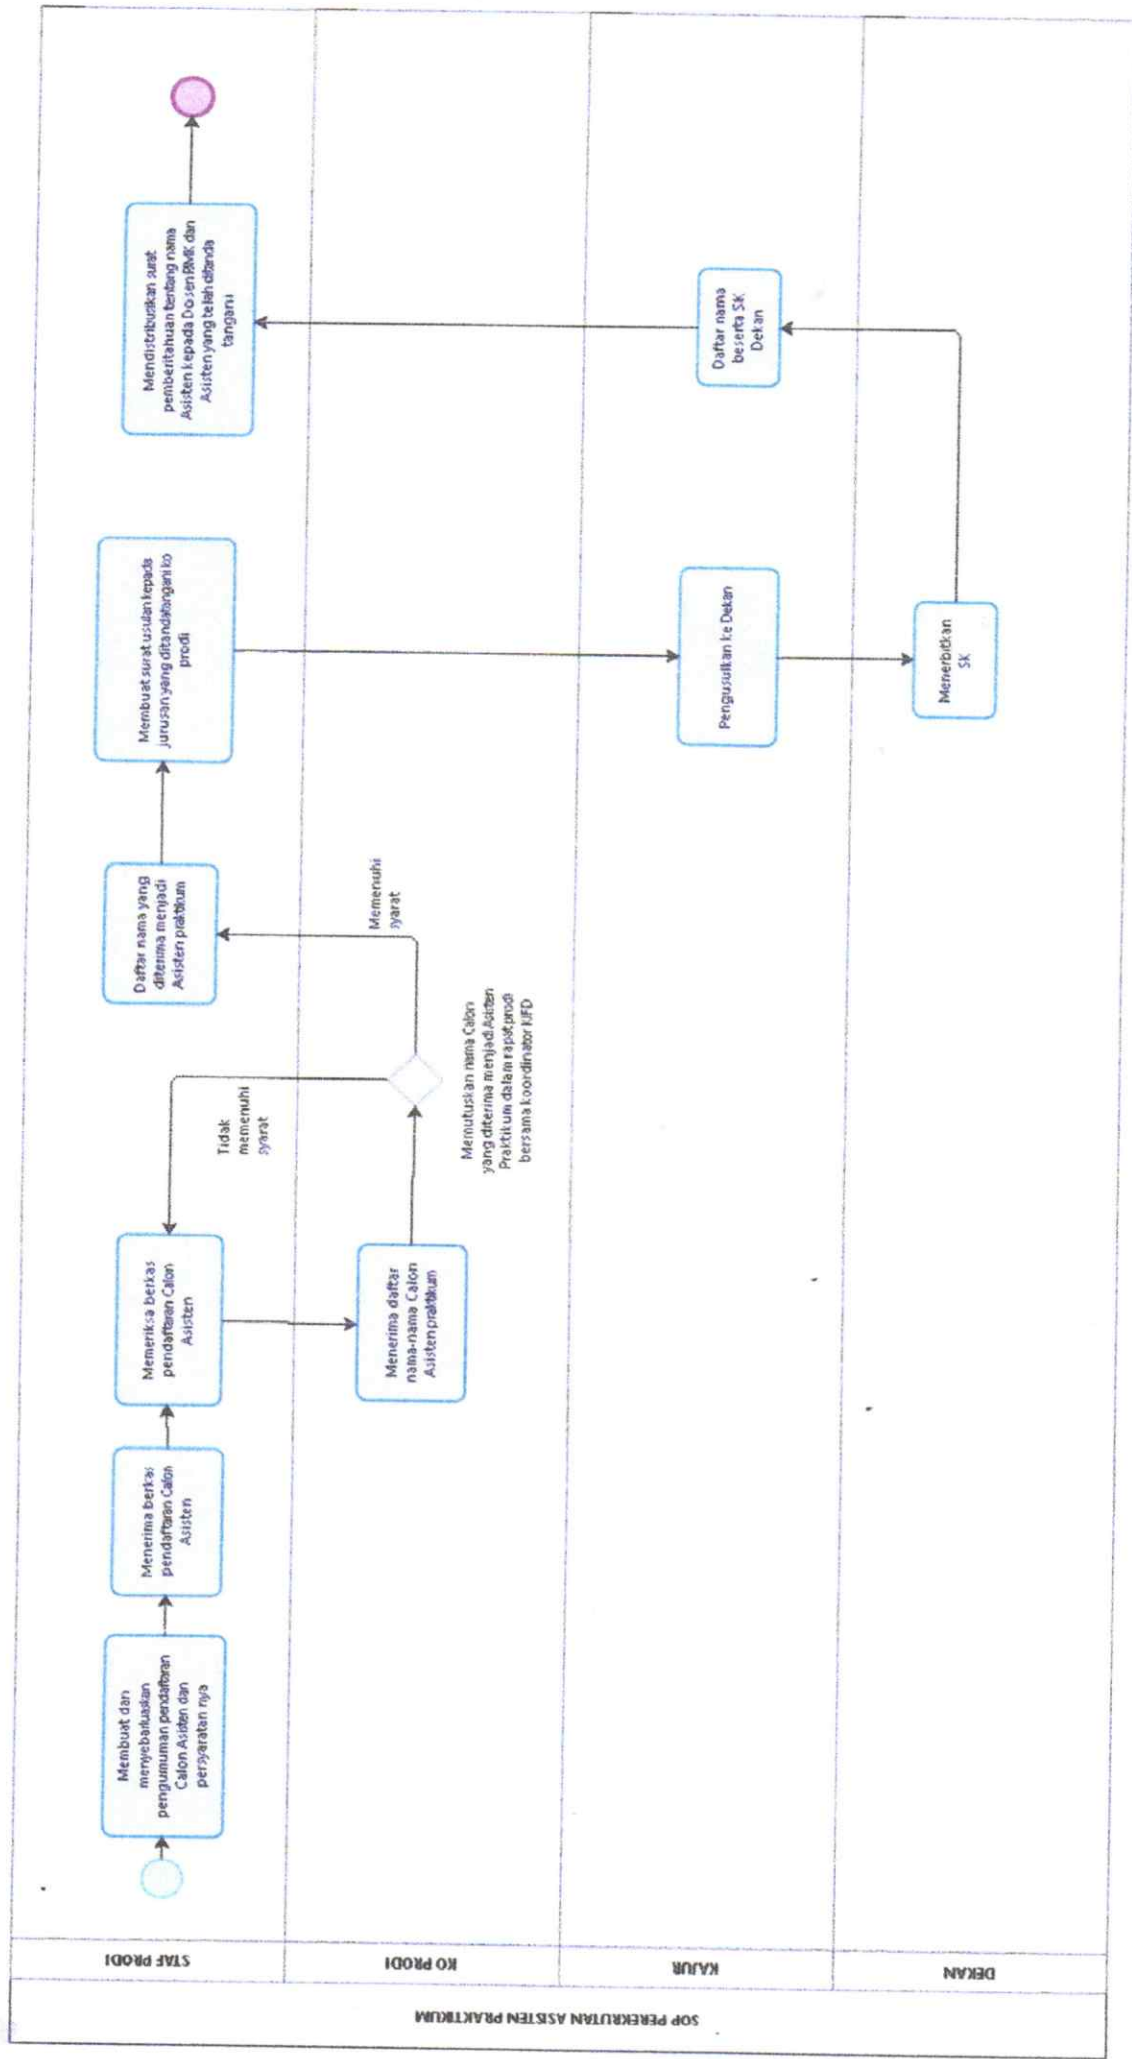 SOP PEREKRUTAN ASISTEN PRAKTIKUM
STAF PRODI
KO PRODI
KAJUR
DEKAN
Membuat dan
menyebarluaskan
pengumuman pendaftaran
Calon Asisten dan
persyaratan nya
Menerima berkas
pendaftaran Calon
Asisten
Memeriksa berkas
pendaftaran Calon
Asisten
Menerima daftar
nama-nama Calon
Asisten praktikum
Tidak
memenuhi
syarat
Memutuskan nama Calon
yang diterima menjadi Asisten
Praktikum dalam rapat prodi
bersama koordinator KJFD
Memenuhi
syarat
Daftar nama yang
diterima menjadi
Asisten praktikum
Membuat surat usulan kepada
jurusan yang ditandatangani ko
prodi
Pengusulkan ke Dekan
Menerbitkan
SK
Daftar nama
beserta SK
Dekan
Mendistribusikan surat
pemberitahuan tentang nama
Asisten kepada Dosen PJMK dan
Asisten yang telah ditanda
tangani